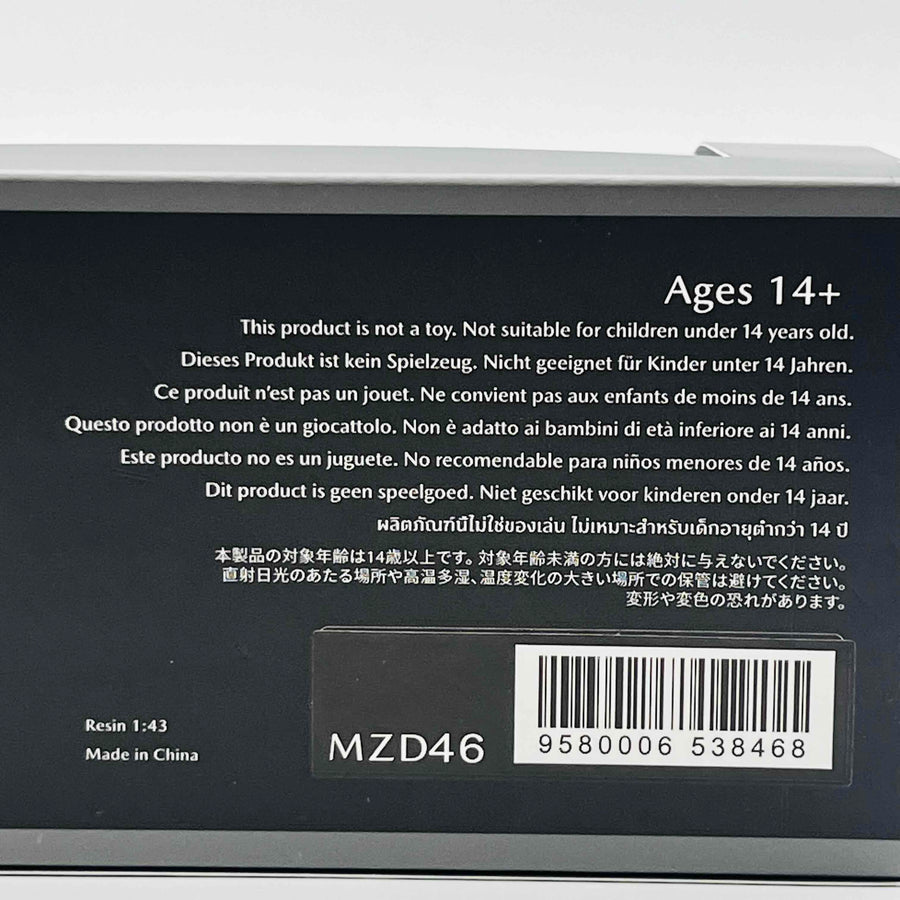 Ages 14+
This product is not a toy. Not suitable for children under 14 years old.
Dieses Produkt ist kein Spielzeug. Nicht geeignet für Kinder unter 14 Jahren.
Ce produit n'est pas un jouet. Ne convient pas aux enfants de moins de 14 ans.
Questo prodotto non è un giocattolo. Non è adatto ai bambini di età inferiore ai 14 anni.
Este producto no es un juguete. No recomendable para niños menores de 14 años.
Dit product is geen speelgoed. Niet geschikt voor kinderen onder 14 jaar.
ผลิตภัณฑ์นี้ไม่ใช่ของเล่น ไม่เหมาะสำหรับเด็กอายุต่ำกว่า 14 ปี
本製品の対象年齢は14歳以上です。対象年齢未満の方には絶対に与えないでください。
直射日光のあたる場所や高温多湿、温度変化の大きい場所での保管は避けてください。
変形や変色の恐れがあります。
Resin 1:43
Made in China
MZD46
9580006 538468